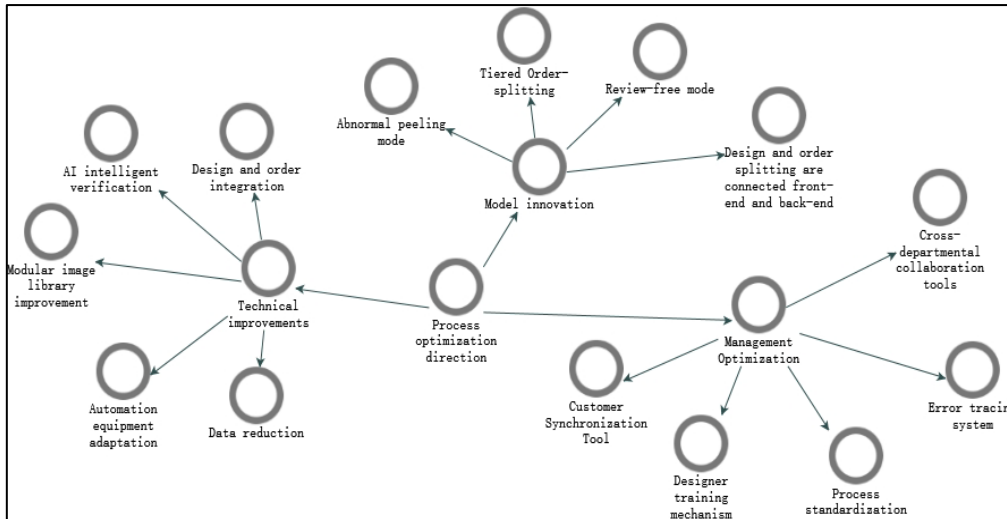 Tiered Order-
splitting
Review-free mode
Abnormal peeling
mode
AI intelligent
verification
Design and order
integration
Design and order
splitting are
connected front-
end and back-end
Model innovation
Cross-
departmental
collaboration
tools
Modular image
library improvement
Technical
improvements
Process
optimization
direction
Management
Optimization
Automation
equipment
adaptation
Data reduction
Customer
Synchronization
Tool
Error tracin
system
Designer
training
mechanism
Process
standardization